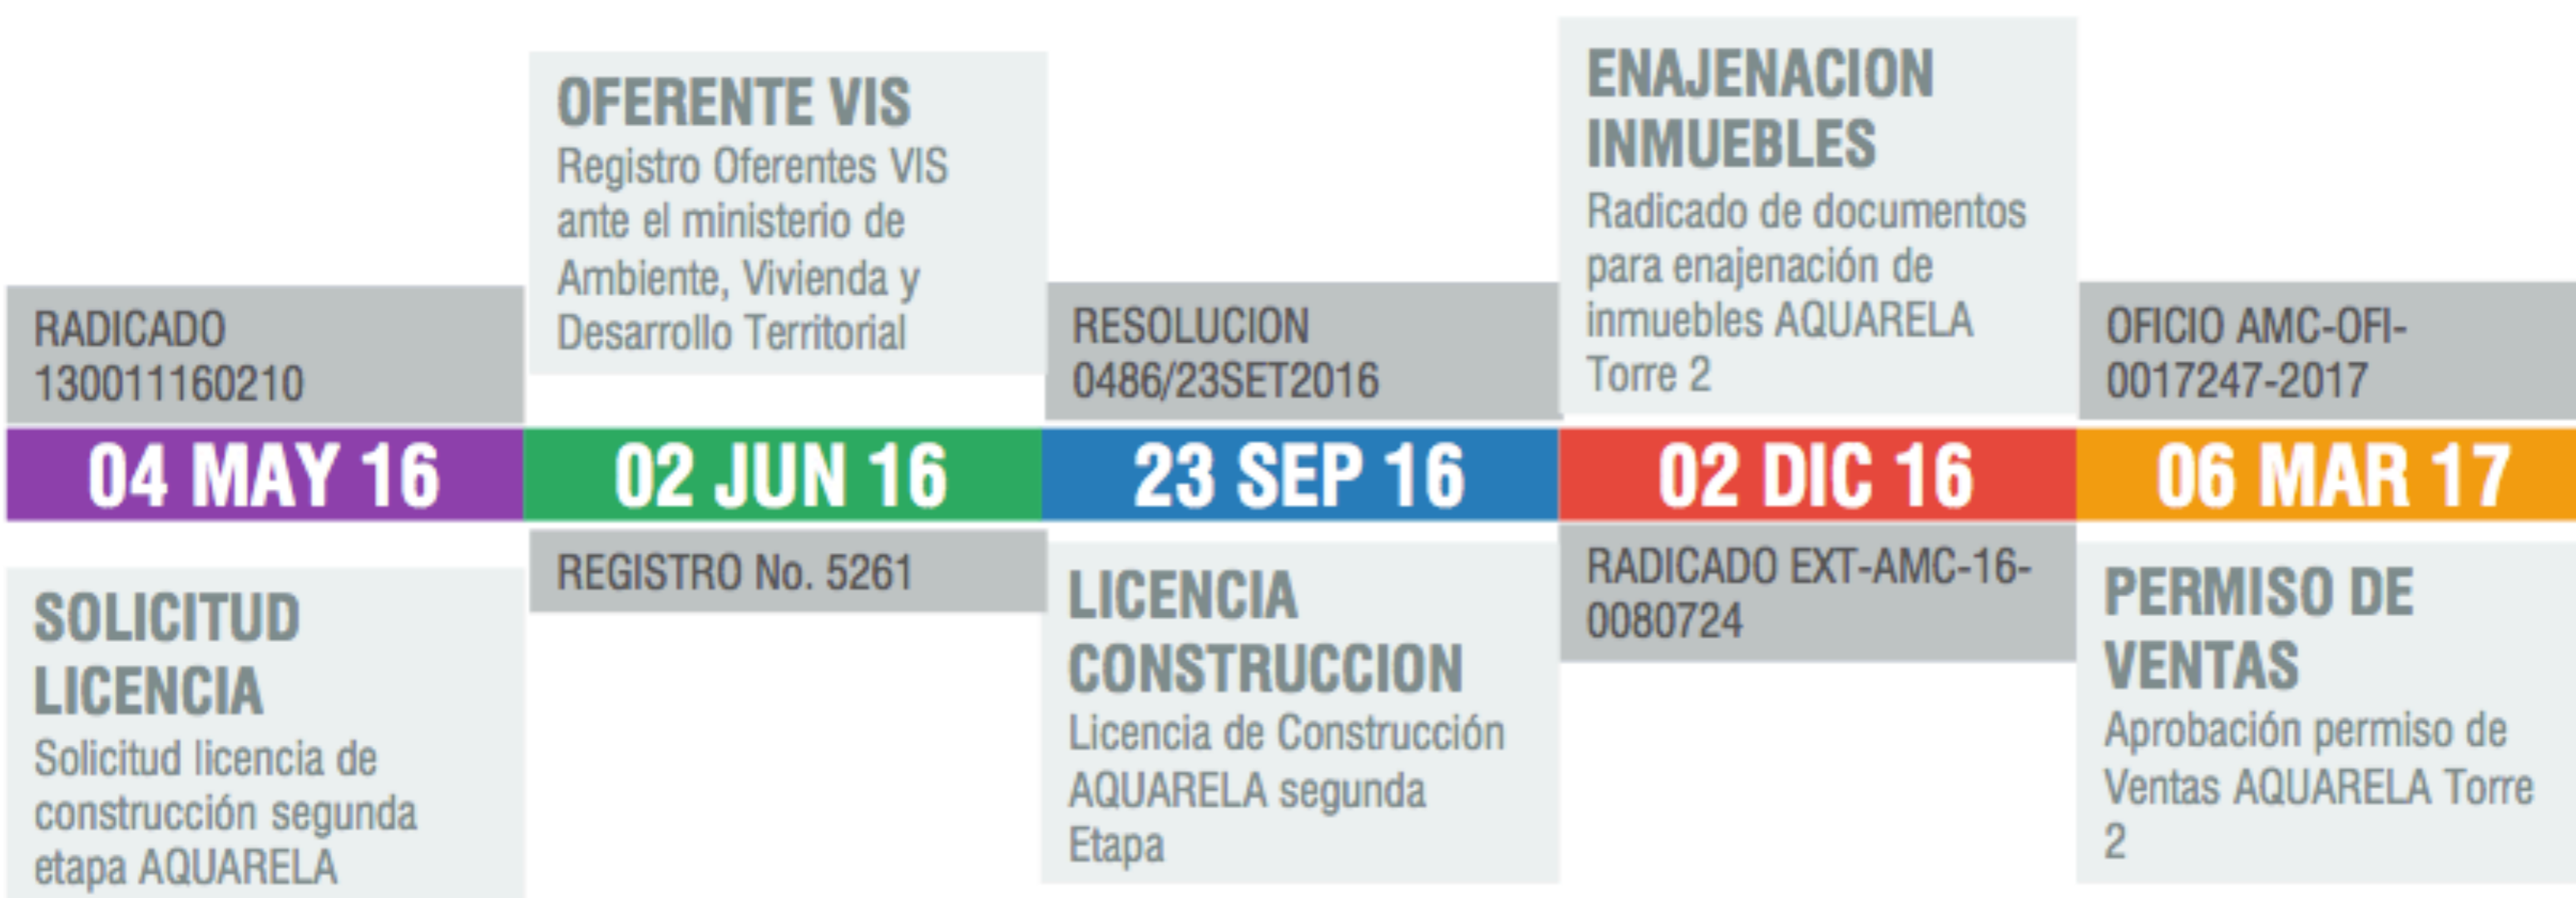 RADICADO
130011160210
04 MAY 16
SOLICITUD
LICENCIA
Solicitud licencia de
construcción segunda
etapa AQUARELA
OFERENTE VIS
Registro Oferentes VIS
ante el ministerio de
Ambiente, Vivienda y
Desarrollo Territorial
02 JUN 16
REGISTRO No. 5261
RESOLUCION
0486/23SET2016
23 SEP 16
LICENCIA
CONSTRUCCION
Licencia de Construcción
AQUARELA segunda
Etapa
ENAJENACION
INMUEBLES
Radicado de documentos
para enajenación de
inmuebles AQUARELA
Torre 2
02 DIC 16
RADICADO EXT-AMC-16-
0080724
OFICIO AMC-OFI-
0017247-2017
06 MAR 17
PERMISO DE
VENTAS
Aprobación permiso de
Ventas AQUARELA Torre
2